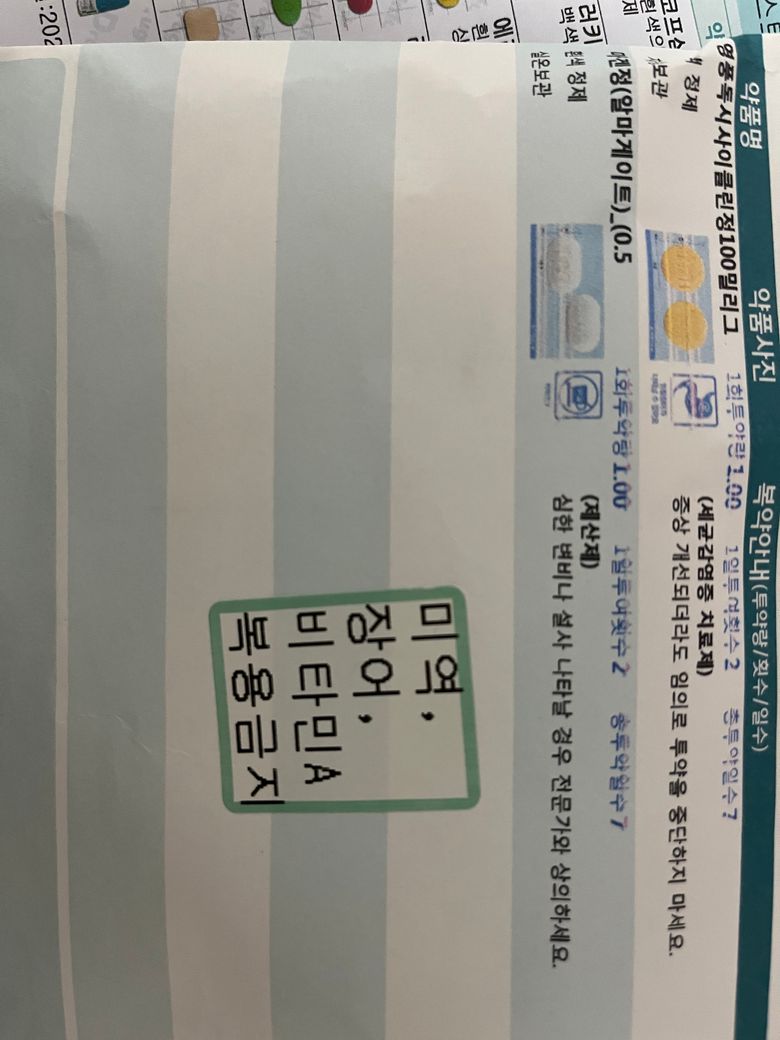 약품명 약품사진 복약안내(투약량/횟수/일수)
영풍독시사이클린정100밀리그 1회투약량 1.00 1일투여횟수 2 총투약일수 7
정제
보관
(세균감염증 치료제)
증상 개선되더라도 임의로 투약을 중단하지 마세요.
정(알마게이트)_(0.5 1회투약량 1.00 1일투여횟수 2 총투약일수 7
정제
실온보관
(제산제)
심한 변비나 설사 나타날 경우 전문가와 상의하세요.
미역,
장어,
비타민A
복용금지